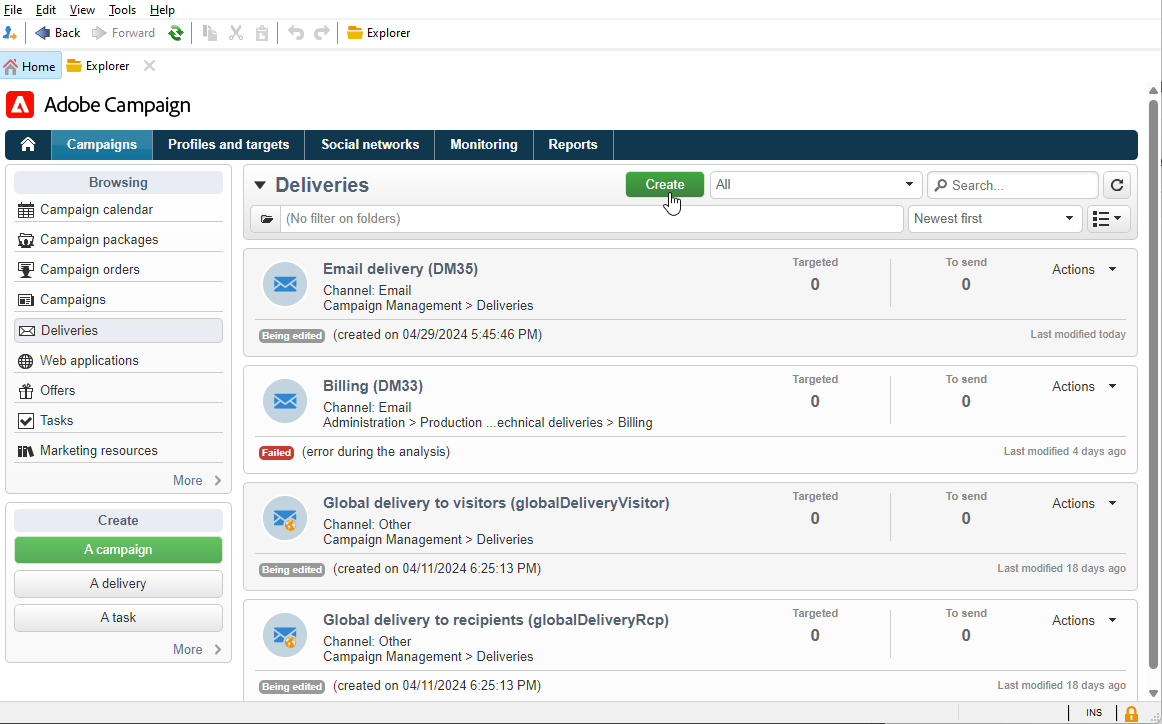 File Edit View Tools Help
Back Forward Explorer
Home Explorer
Adobe Campaign
Campaigns Profiles and targets Social networks Monitoring Reports
Browsing
Campaign calendar
Campaign packages
Campaign orders
Campaigns
Deliveries
Web applications
Offers
Tasks
Marketing resources
More
Create
A campaign
A delivery
A task
More
Deliveries Create All Search...
(No filter on folders) Newest first
Email delivery (DM35) Targeted To send Actions
0 0
Channel: Email
Campaign Management > Deliveries
Being edited (created on 04/29/2024 5:45:46 PM) Last modified today
Billing (DM33) Targeted To send Actions
0 0
Channel: Email
Administration > Production ...echnical deliveries > Billing
Failed (error during the analysis) Last modified 4 days ago
Global delivery to visitors (globalDeliveryVisitor) Targeted To send Actions
0 0
Channel: Other
Campaign Management > Deliveries
Being edited (created on 04/11/2024 6:25:13 PM) Last modified 18 days ago
Global delivery to recipients (globalDeliveryRcp) Targeted To send Actions
0 0
Channel: Other
Campaign Management > Deliveries
Being edited (created on 04/11/2024 6:25:13 PM) Last modified 18 days ago
INS